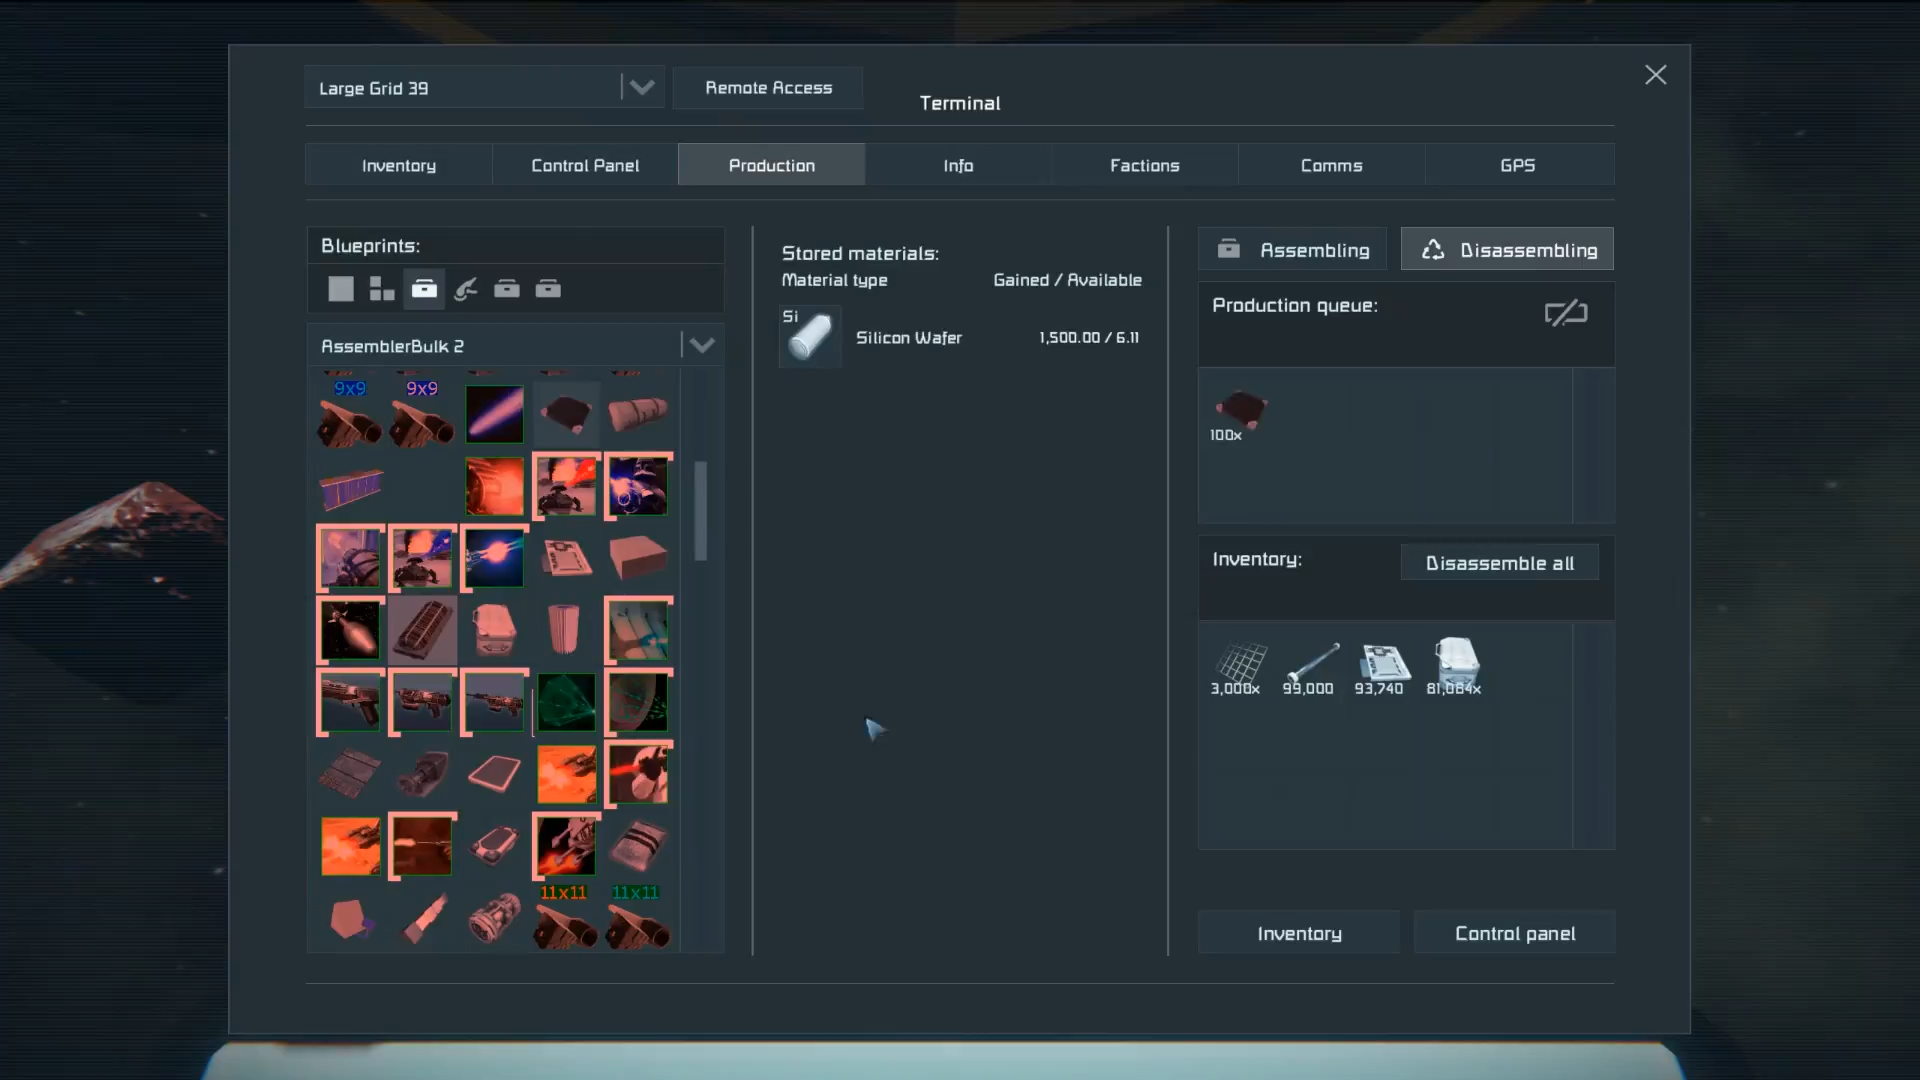 Large Grid 39
Remote Access
Terminal
Inventory
Control Panel
Production
Info
Factions
Comms
GPS
Blueprints:
AssemblerBulk 2
9x9
9x9
11x11
11x11
Stored materials:
Material type
Gained / Available
Si
Silicon Wafer
1,500.00 / 6.11
Assembling
Disassembling
Production queue:
100x
Inventory:
Disassemble all
3,000x
99,000
93,740
81,084x
Inventory
Control panel